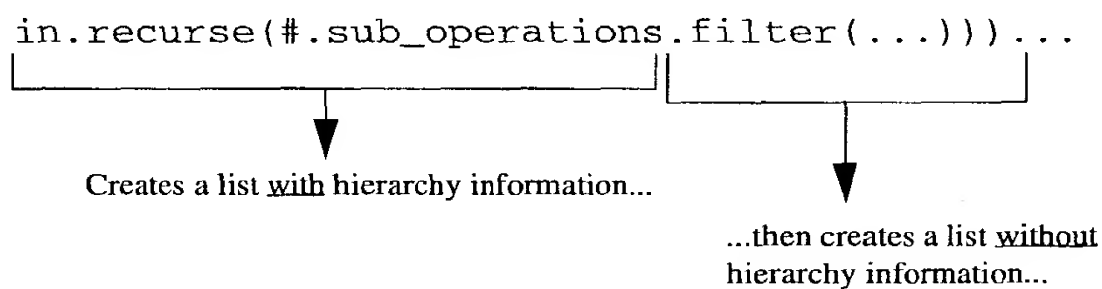 in.recurse(#.sub_operations.filter(...)))...
Creates a list with hierarchy information...
...then creates a list without
hierarchy information...